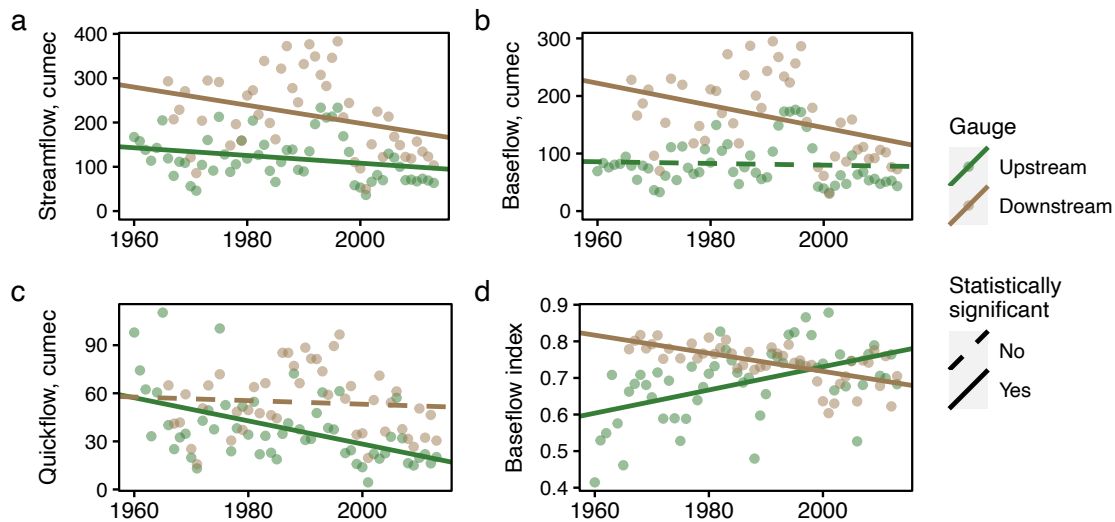 a
Streamflow, cumec
400
300
200
100
0
1960
1980
2000
b
Baseflow, cumec
300
200
100
0
1960
1980
2000
Gauge
Upstream
Downstream
c
Quickflow, cumec
90
60
30
0
1960
1980
2000
d
Baseflow index
0.9
0.8
0.7
0.6
0.5
0.4
1960
1980
2000
Statistically
significant
No
Yes